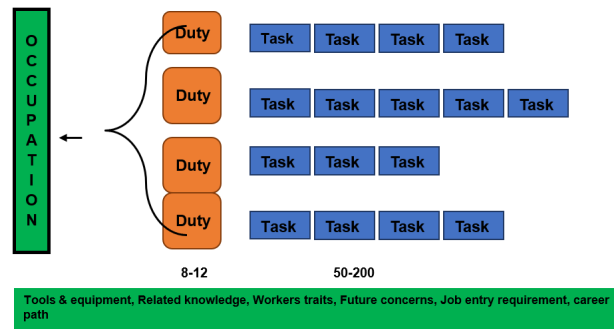 OCCUPATION
Duty Task Task Task Task
Duty Task Task Task Task Task
Duty Task Task Task
Duty Task Task Task Task
8-12 50-200
Tools & equipment, Related knowledge, Workers traits, Future concerns, Job entry requirement, career
path